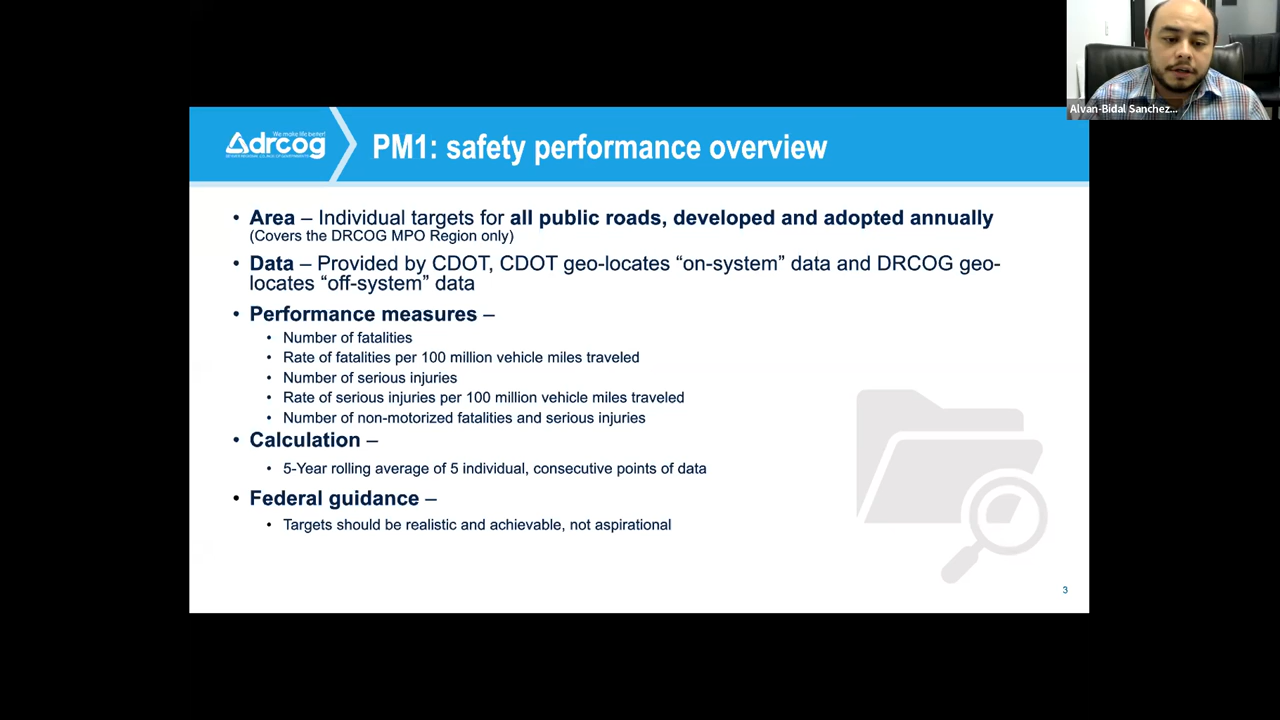 Alvan-Bidal Sanchez...
We make life better!
drcog
PM1: safety performance overview
• Area – Individual targets for all public roads, developed and adopted annually
(Covers the DRCOG MPO Region only)
• Data – Provided by CDOT, CDOT geo-locates “on-system” data and DRCOG geo-
locates “off-system” data
• Performance measures –
• Number of fatalities
• Rate of fatalities per 100 million vehicle miles traveled
• Number of serious injuries
• Rate of serious injuries per 100 million vehicle miles traveled
• Number of non-motorized fatalities and serious injuries
• Calculation –
• 5-Year rolling average of 5 individual, consecutive points of data
• Federal guidance –
• Targets should be realistic and achievable, not aspirational
3